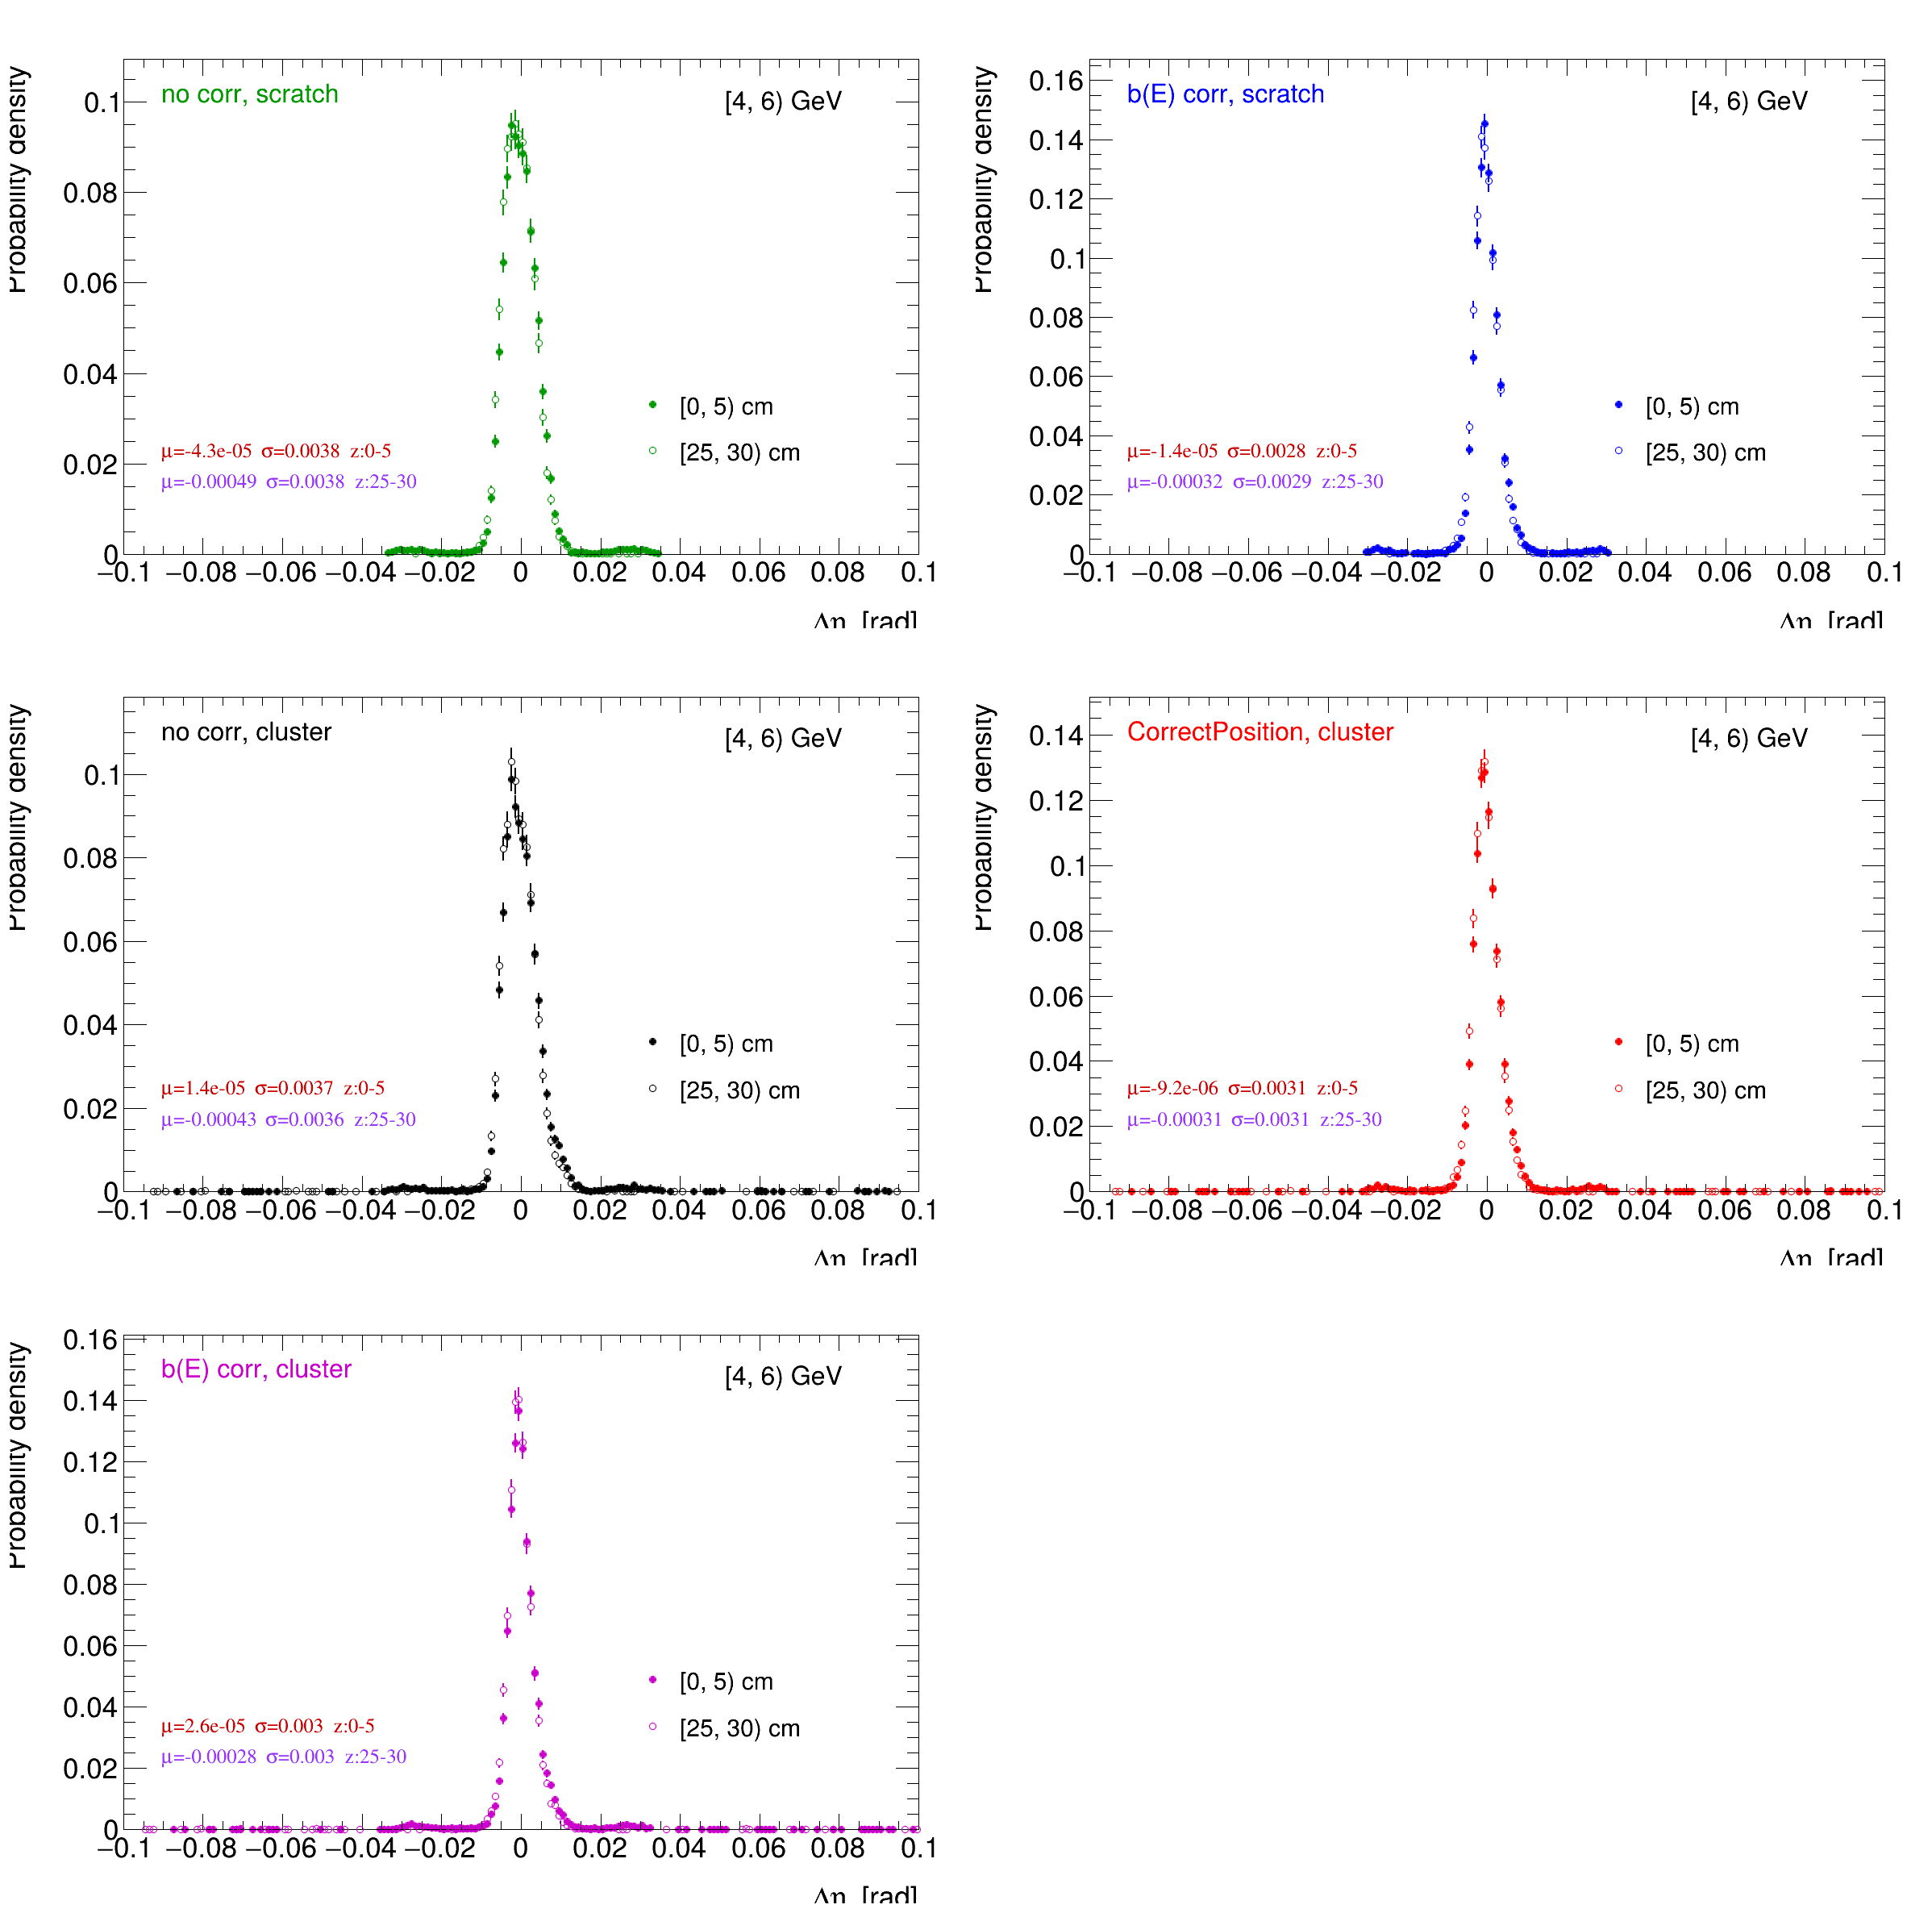 no corr, scratch
[4, 6) GeV
Probability density
0.1
0.08
0.06
0.04
0.02
0
[0, 5) cm
[25, 30) cm
μ=-4.3e-05 σ=0.0038 z:0-5
μ=-0.00049 σ=0.0038 z:25-30
−0.1 −0.08 −0.06 −0.04 −0.02 0 0.02 0.04 0.06 0.08 0.1
Δη [rad]
b(E) corr, scratch
[4, 6) GeV
Probability density
0.16
0.14
0.12
0.1
0.08
0.06
0.04
0.02
0
[0, 5) cm
[25, 30) cm
μ=-1.4e-05 σ=0.0028 z:0-5
μ=-0.00032 σ=0.0029 z:25-30
−0.1 −0.08 −0.06 −0.04 −0.02 0 0.02 0.04 0.06 0.08 0.1
Δη [rad]
no corr, cluster
[4, 6) GeV
Probability density
0.1
0.08
0.06
0.04
0.02
0
[0, 5) cm
[25, 30) cm
μ=1.4e-05 σ=0.0037 z:0-5
μ=-0.00043 σ=0.0036 z:25-30
−0.1 −0.08 −0.06 −0.04 −0.02 0 0.02 0.04 0.06 0.08 0.1
Δη [rad]
CorrectPosition, cluster
[4, 6) GeV
Probability density
0.14
0.12
0.1
0.08
0.06
0.04
0.02
0
[0, 5) cm
[25, 30) cm
μ=-9.2e-06 σ=0.0031 z:0-5
μ=-0.00031 σ=0.0031 z:25-30
−0.1 −0.08 −0.06 −0.04 −0.02 0 0.02 0.04 0.06 0.08 0.1
Δη [rad]
b(E) corr, cluster
[4, 6) GeV
Probability density
0.16
0.14
0.12
0.1
0.08
0.06
0.04
0.02
0
[0, 5) cm
[25, 30) cm
μ=2.6e-05 σ=0.003 z:0-5
μ=-0.00028 σ=0.003 z:25-30
−0.1 −0.08 −0.06 −0.04 −0.02 0 0.02 0.04 0.06 0.08 0.1
Δη [rad]